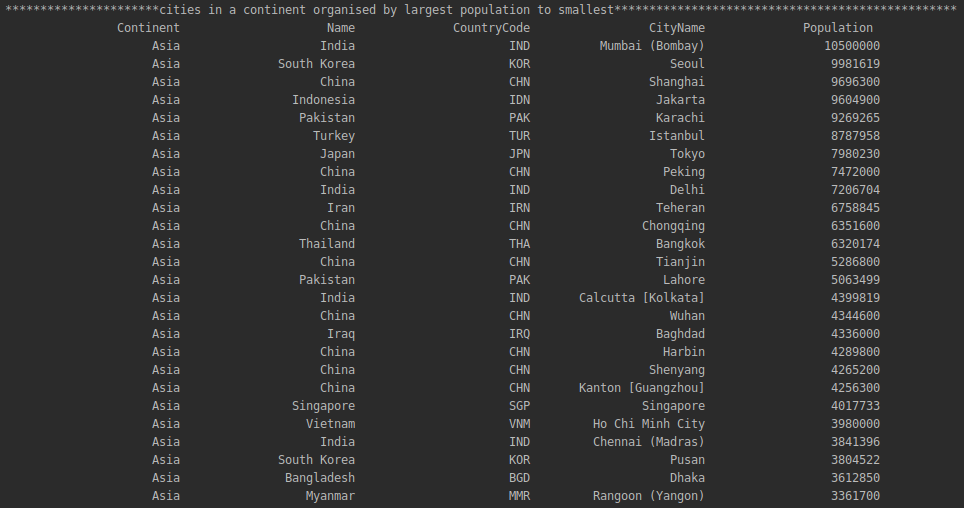 **********************cities in a continent organised by largest population to smallest*************************************************
Continent Name CountryCode CityName Population
Asia India IND Mumbai (Bombay) 10500000
Asia South Korea KOR Seoul 9981619
Asia China CHN Shanghai 9696300
Asia Indonesia IDN Jakarta 9604900
Asia Pakistan PAK Karachi 9269265
Asia Turkey TUR Istanbul 8787958
Asia Japan JPN Tokyo 7980230
Asia China CHN Peking 7472000
Asia India IND Delhi 7206704
Asia Iran IRN Teheran 6758845
Asia China CHN Chongqing 6351600
Asia Thailand THA Bangkok 6320174
Asia China CHN Tianjin 5286800
Asia Pakistan PAK Lahore 5063499
Asia India IND Calcutta [Kolkata] 4399819
Asia China CHN Wuhan 4344600
Asia Iraq IRQ Baghdad 4336000
Asia China CHN Harbin 4289800
Asia China CHN Shenyang 4265200
Asia China CHN Kanton [Guangzhou] 4256300
Asia Singapore SGP Singapore 4017733
Asia Vietnam VNM Ho Chi Minh City 3980000
Asia India IND Chennai (Madras) 3841396
Asia South Korea KOR Pusan 3804522
Asia Bangladesh BGD Dhaka 3612850
Asia Myanmar MMR Rangoon (Yangon) 3361700